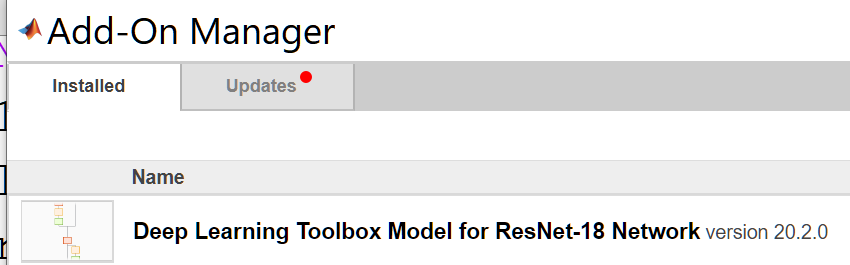 Add-On Manager
Installed
Updates
Name
Deep Learning Toolbox Model for ResNet-18 Network version 20.2.0